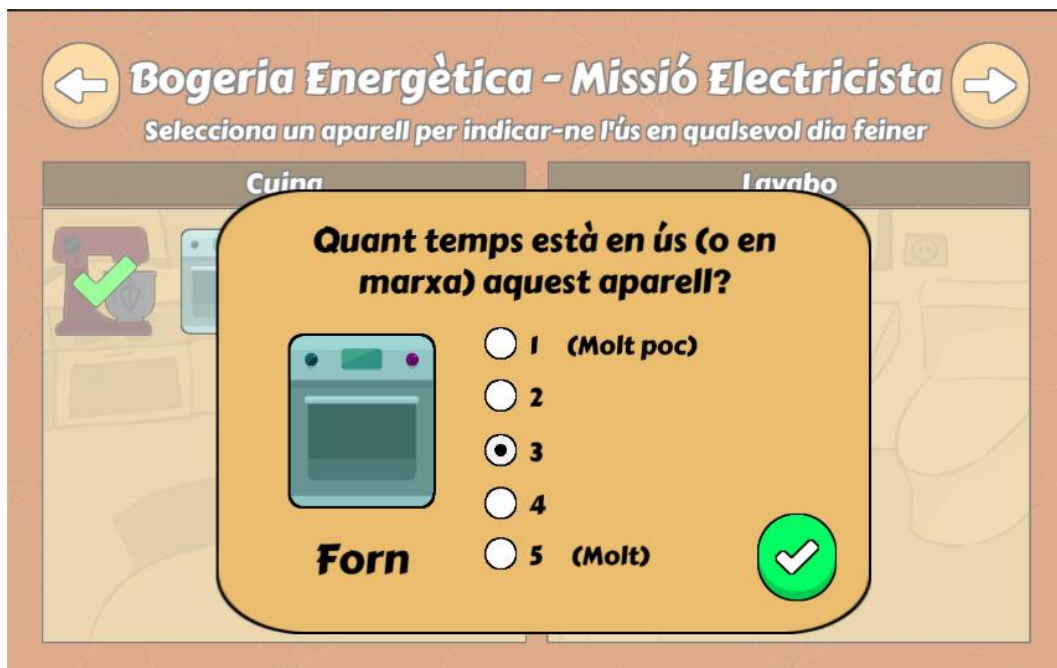 Bogeria Energètica - Missió Electricista
Selecciona un aparell per indicar-ne l'ús en qualsevol dia feiner
Cuina
Lavabo
Quant temps està en ús (o en
marxa) aquest aparell?
1 (Molt poc)
2
3
4
5 (Molt)
Forn